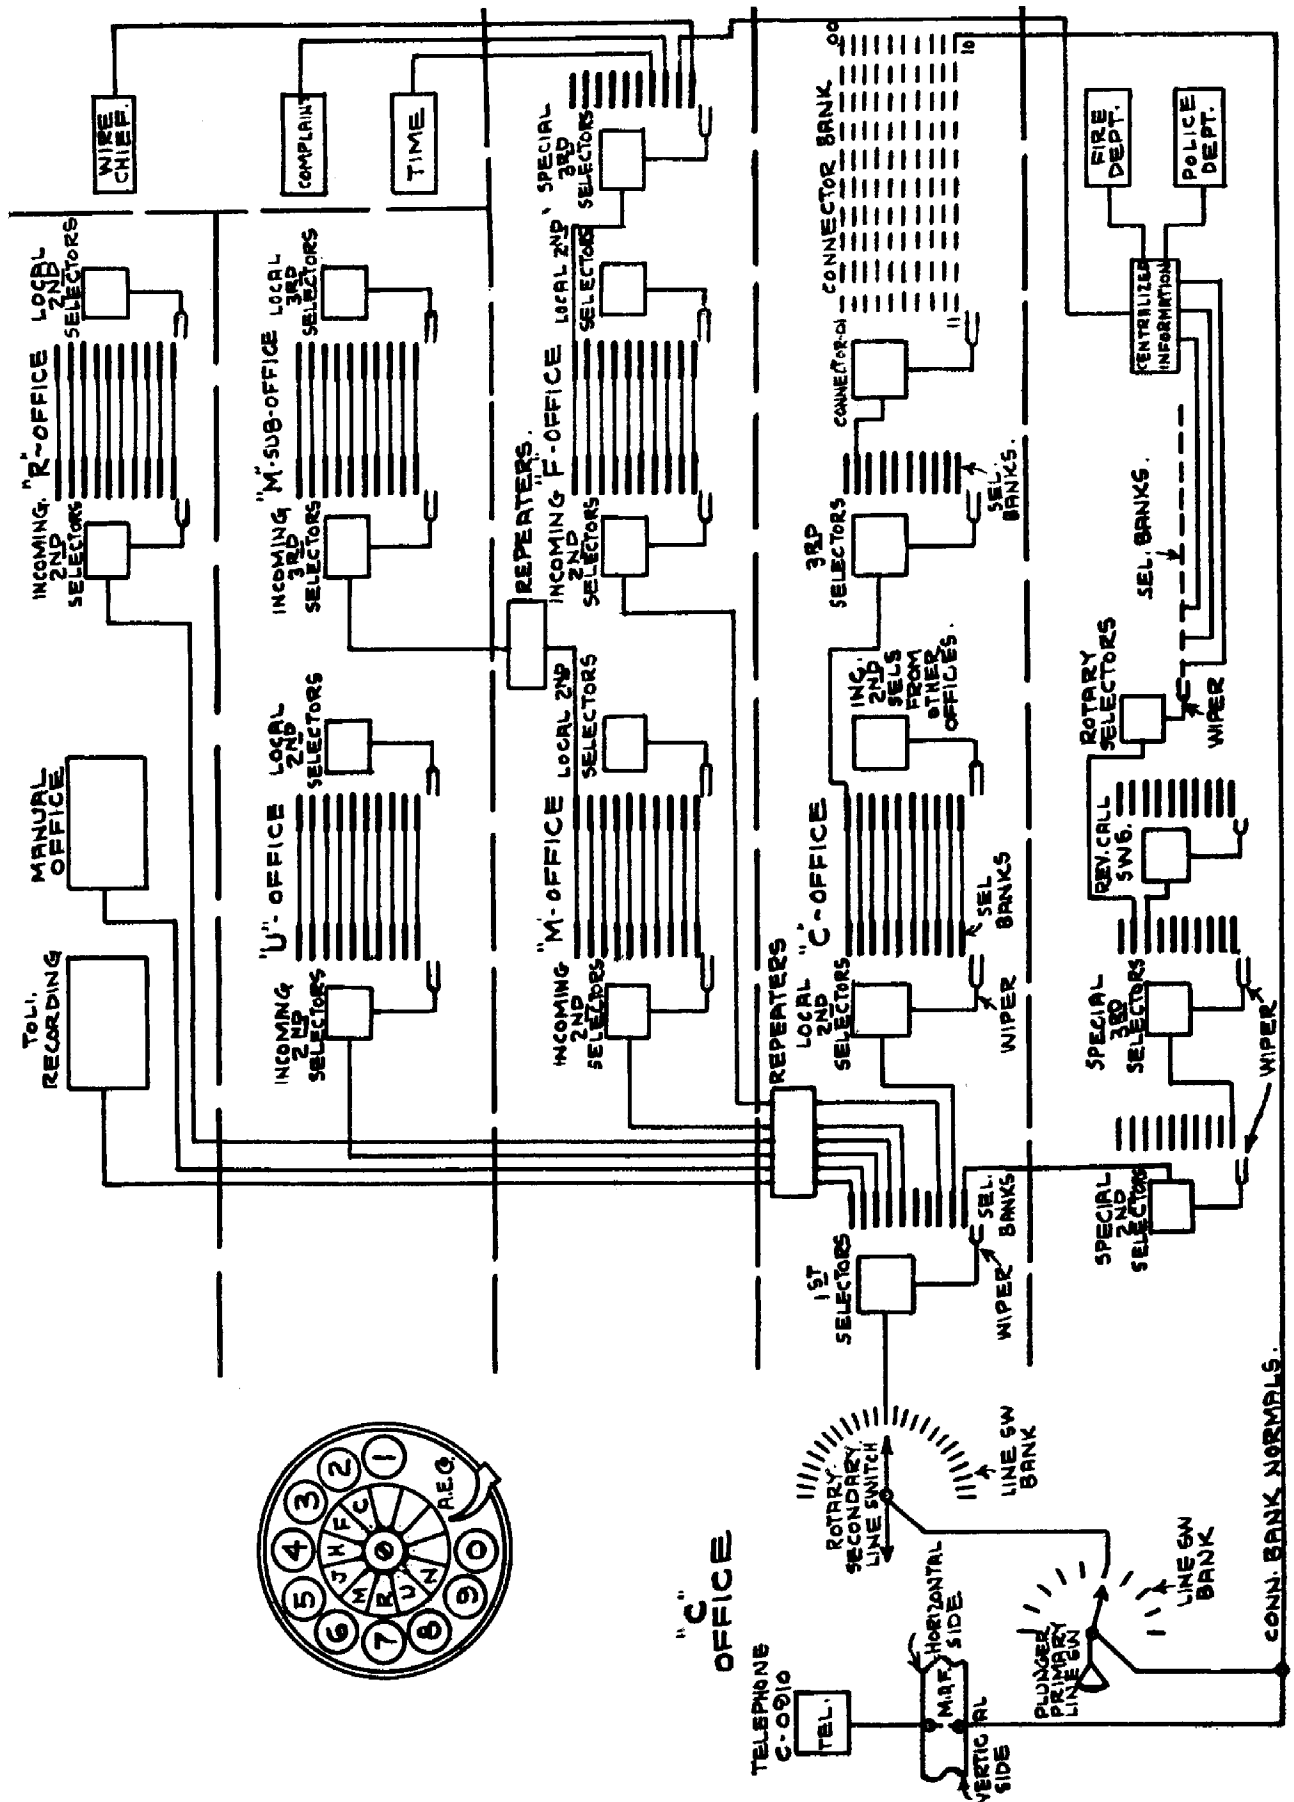 TELEPHONE
C-0910
TEL.
"C"
OFFICE
M.D.F.
HORIZONTAL
SIDE
VERTICAL
SIDE
PLUNGER
PRIMARY
LINE SW
LINE SW
BANK
CONN. BANK NORMALS.
ROTARY
SECONDARY
LINE SWITCH
LINE SW
BANK
1
2
3
4
5
6
7
8
9
0
C
F
H
J
M
R
U
N
A.E.C.
1ST
SELECTORS
WIPER
SEL.
BANKS
REPEATERS
LOCAL
2ND
SELECTORS
WIPER
"C-OFFICE
SEL
BANKS
INC.
2ND
SELS
FROM
OTHER
OFFICES.
3RD
SELECTORS
SEL.
BANKS.
CONNECTOR-01
CONNECTOR BANK
00
11
10
SPECIAL
2ND
SELECTORS
WIPER
SPECIAL
3RD
SELECTORS
REV. CALL
SWG.
ROTARY
SELECTORS
WIPER
SEL. BANKS.
CENTRALIZED
INFORMATION
FIRE
DEPT.
POLICE
DEPT.
INCOMING
2ND
SELECTORS
"M-OFFICE
LOCAL 2ND
SELECTORS
REPEATERS.
INCOMING
2ND
SELECTORS
"F-OFFICE
LOCAL 2ND
SELECTORS
SPECIAL
3RD
SELECTORS
INCOMNG
2ND
SELECTORS
"U"-OFFICE
LOCAL
2ND
SELECTORS
INCOMING
3RD
SELECTORS
"M"-SUB-OFFICE
LOCAL
3RD
SELECTORS
COMPLAINT
TIME
TOLL
RECORDING
MANUAL
OFFICE
INCOMING.
2ND
SELECTORS
"R"-OFFICE
LOCAL
2ND
SELECTORS
WIRE
CHIEF.